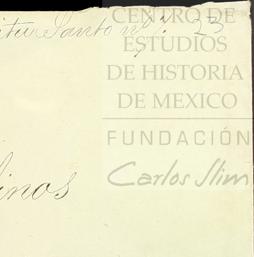 CENTRO DE
ESTUDIOS
DE HISTORIA
DE MEXICO
FUNDACIÓN
Carlos Slim
Santo nº. 23
linos